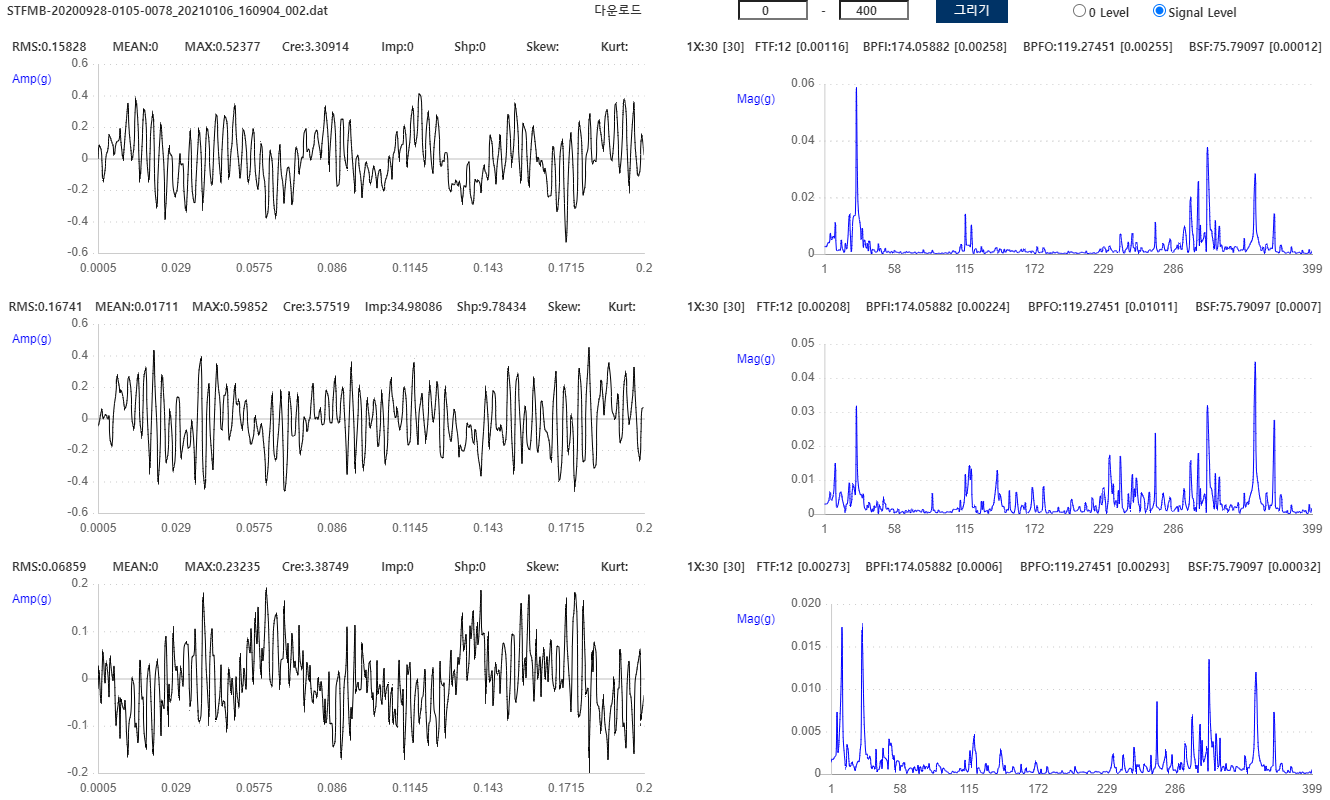 STFMB-20200928-0105-0078_20210106_160904_002.dat 다운로드 0 - 400 그리기 0 Level Signal Level
RMS:0.15828 MEAN:0 MAX:0.52377 Cre:3.30914 Imp:0 Shp:0 Skew: Kurt:
Amp(g)
0.6
0.4
0.2
0
-0.2
-0.4
-0.6
0.0005 0.029 0.0575 0.086 0.1145 0.143 0.1715 0.2
1X:30 [30] FTF:12 [0.00116] BPFI:174.05882 [0.00258] BPFO:119.27451 [0.00255] BSF:75.79097 [0.00012]
Mag(g)
0.06
0.04
0.02
0
1 58 115 172 229 286 399
RMS:0.16741 MEAN:0.01711 MAX:0.59852 Cre:3.57519 Imp:34.98086 Shp:9.78434 Skew: Kurt:
Amp(g)
0.6
0.4
0.2
0
-0.2
-0.4
-0.6
0.0005 0.029 0.0575 0.086 0.1145 0.143 0.1715 0.2
1X:30 [30] FTF:12 [0.00208] BPFI:174.05882 [0.00224] BPFO:119.27451 [0.01011] BSF:75.79097 [0.0007]
Mag(g)
0.05
0.04
0.03
0.02
0.01
0
1 58 115 172 229 286 399
RMS:0.06859 MEAN:0 MAX:0.23235 Cre:3.38749 Imp:0 Shp:0 Skew: Kurt:
Amp(g)
0.2
0.1
0
-0.1
-0.2
0.0005 0.029 0.0575 0.086 0.1145 0.143 0.1715 0.2
1X:30 [30] FTF:12 [0.00273] BPFI:174.05882 [0.0006] BPFO:119.27451 [0.00293] BSF:75.79097 [0.00032]
Mag(g)
0.020
0.015
0.010
0.005
0
1 58 115 172 229 286 399